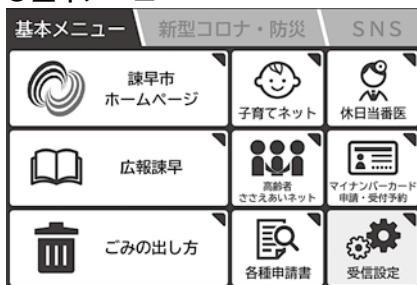 基本メニュー
新型コロナ・防災
SNS
諫早市
ホームページ
子育てネット
休日当番医
広報諫早
高齢者
ささえあいネット
マイナンバーカード
申請・受付予約
ごみの出し方
各種申請書
受信設定